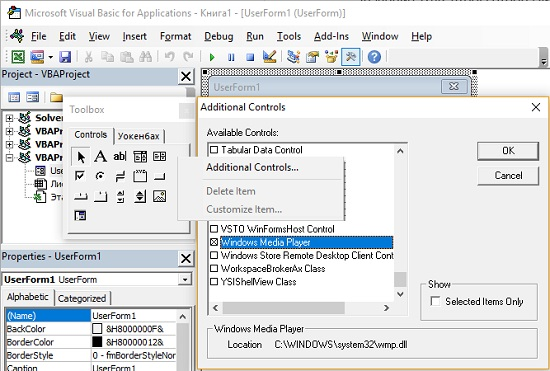 Microsoft Visual Basic for Applications - Книга1 - [UserForm1 (UserForm)]
File Edit View Insert Format Debug Run Tools Add-Ins Window
Project - VBAProject
UserForm1
Toolbox
Controls Уокенбах
Additional Controls...
Delete Item
Customize Item...
Solver
VBAPr
VBAPr
VBAPr
Use
Лис
Эта
Additional Controls
Available Controls:
Tabular Data Control
VSTO WinFormsHost Control
Windows Media Player
Windows Store Remote Desktop Client Cont
WorkspaceBrokerAx Class
YSIShellView Class
OK
Cancel
Show
Selected Items Only
Windows Media Player
Location C:\WINDOWS\system32\wmp.dll
Properties - UserForm1
UserForm1 UserForm
Alphabetic Categorized
(Name) UserForm1
BackColor &H8000000F&
BorderColor &H80000012&
BorderStyle 0 - fmBorderStyleNor
Caption UserForm1